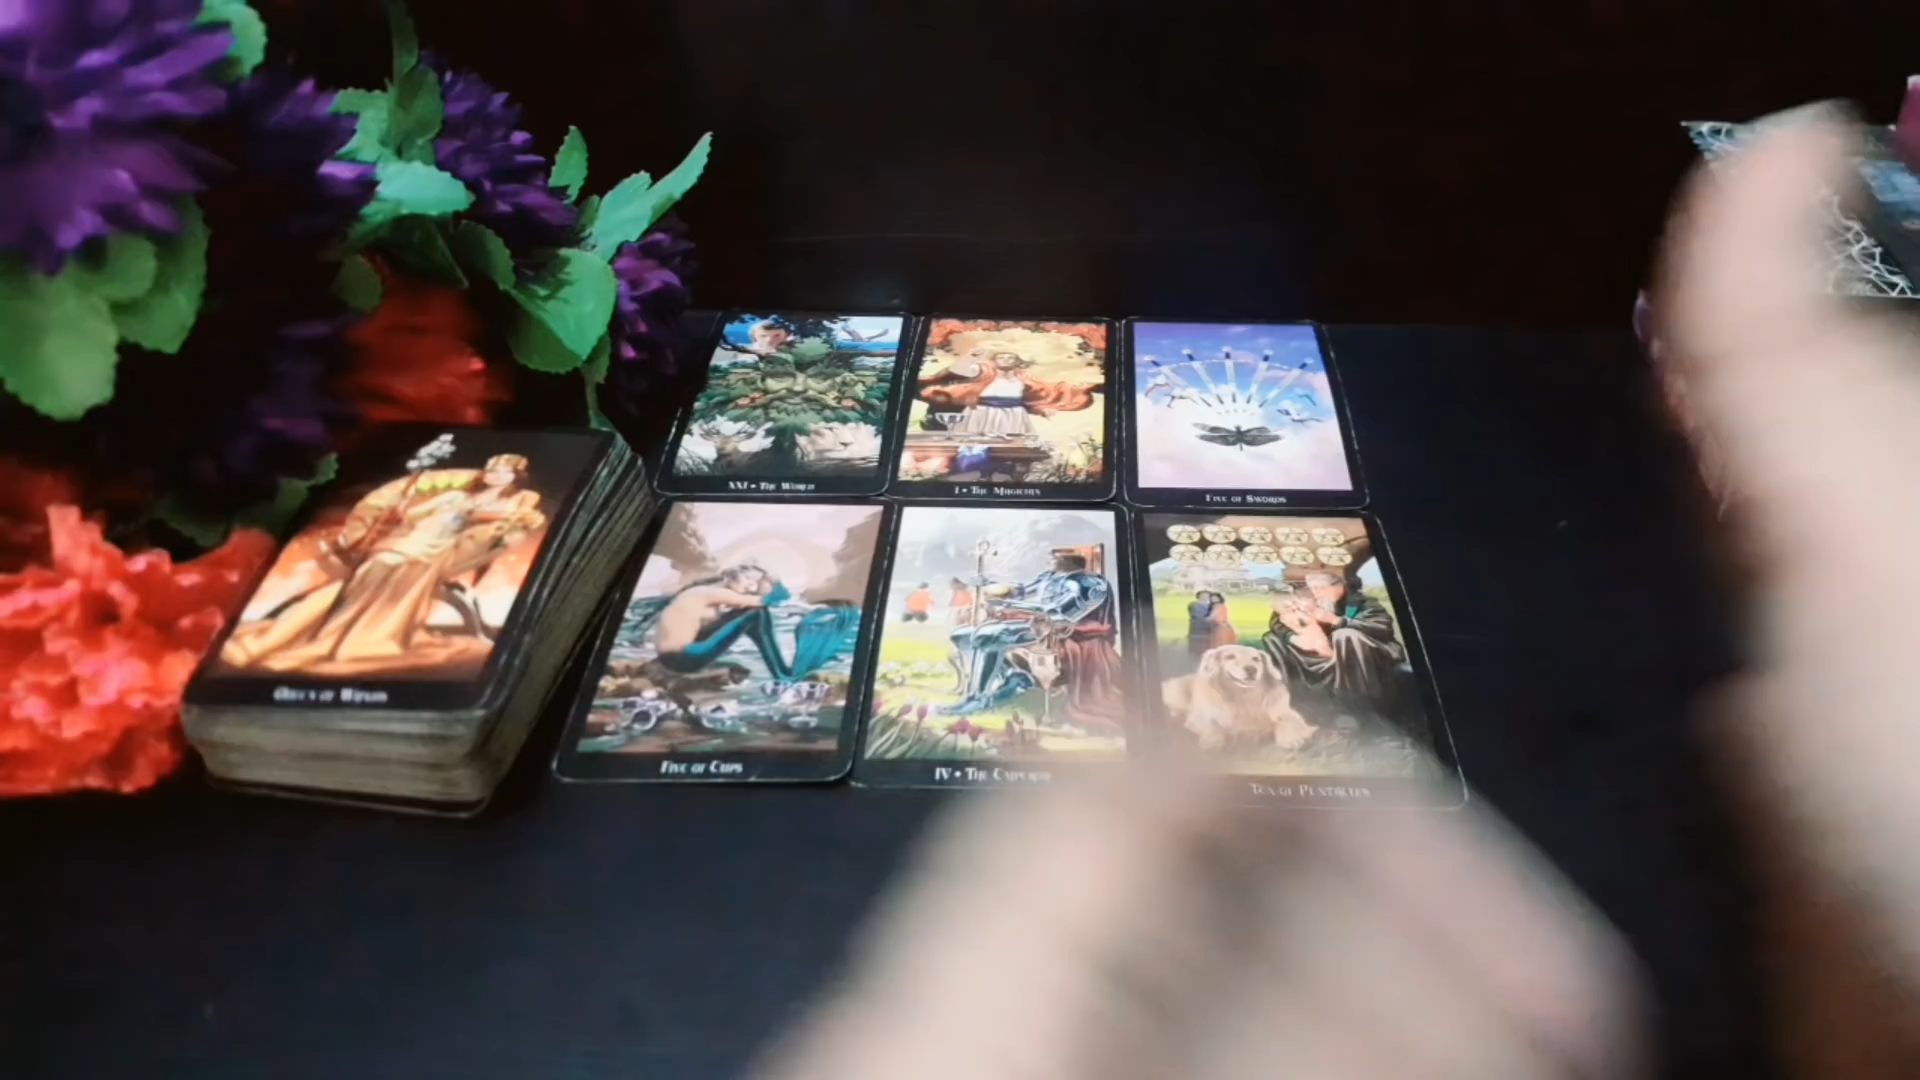 XXI • The World
I • The Magician
Five of Swords
Queen of Wands
Five of Cups
IV • The Emperor
Ten of Pentacles